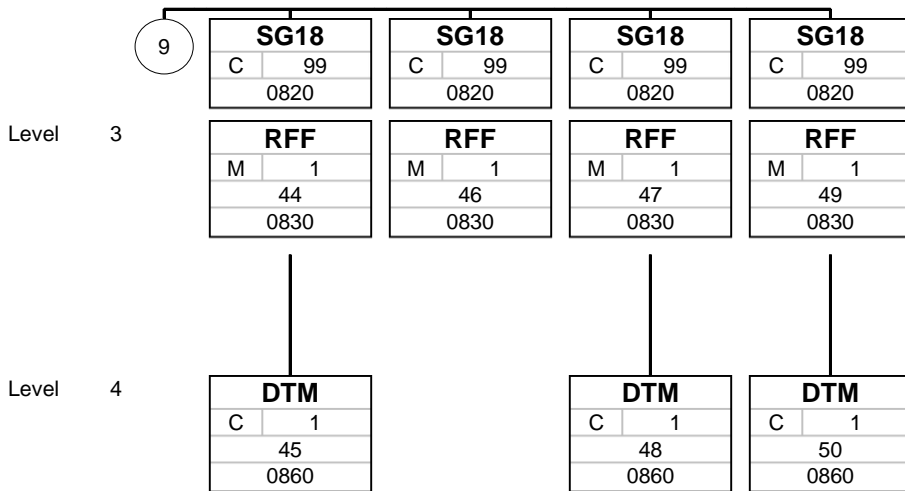 9
SG18 SG18 SG18 SG18
C 99 C 99 C 99 C 99
0820 0820 0820 0820
Level 3
RFF RFF RFF RFF
M 1 M 1 M 1 M 1
44 46 47 49
0830 0830 0830 0830
Level 4
DTM DTM DTM
C 1 C 1 C 1
45 48 50
0860 0860 0860